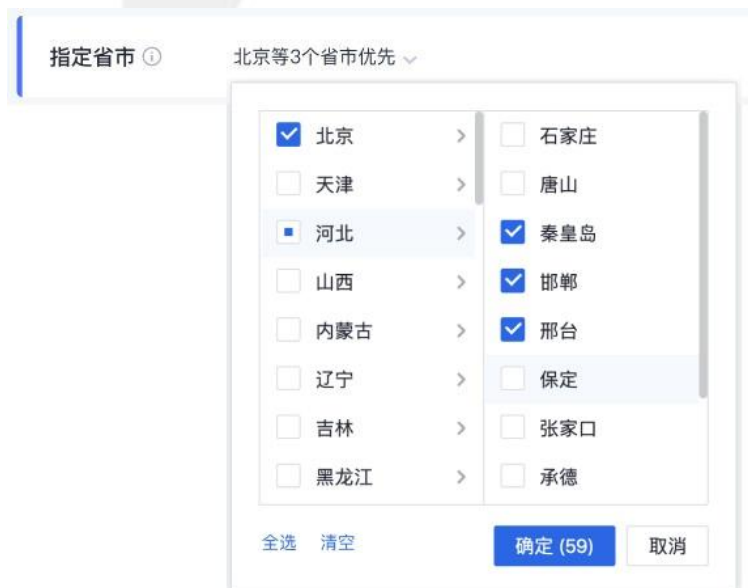 指定省市 北京等3个省市优先
北京 石家庄
天津 唐山
河北 秦皇岛
山西 邯郸
内蒙古 邢台
辽宁 保定
吉林 张家口
黑龙江 承德
全选 清空 确定 (59) 取消